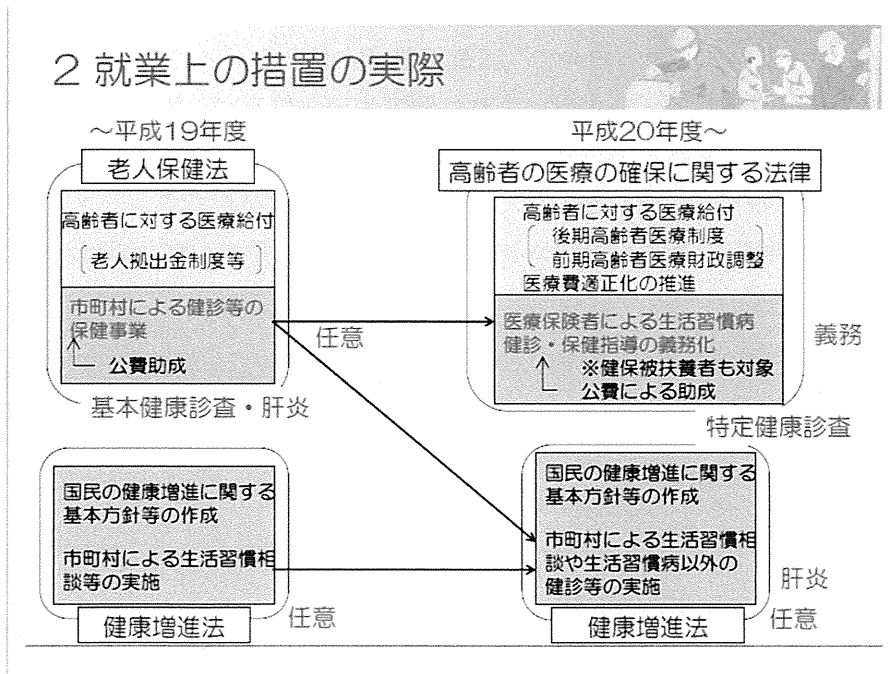 2 就業上の措置の実際
～平成19年度
老人保健法
高齢者に対する医療給付
老人拠出金制度等
市町村による健診等の
保健事業
公費助成
任意
基本健康診査・肝炎
国民の健康増進に関する
基本方針等の作成
市町村による生活習慣相
談等の実施
任意
健康増進法
平成20年度～
高齢者の医療の確保に関する法律
高齢者に対する医療給付
後期高齢者医療制度
前期高齢者医療財政調整
医療費適正化の推進
医療保険者による生活習慣病
健診・保健指導の義務化
※健保被扶養者も対象
公費による助成
義務
特定健康診査
国民の健康増進に関する
基本方針等の作成
市町村による生活習慣相
談や生活習慣病以外の
健診等の実施
肝炎
任意
健康増進法